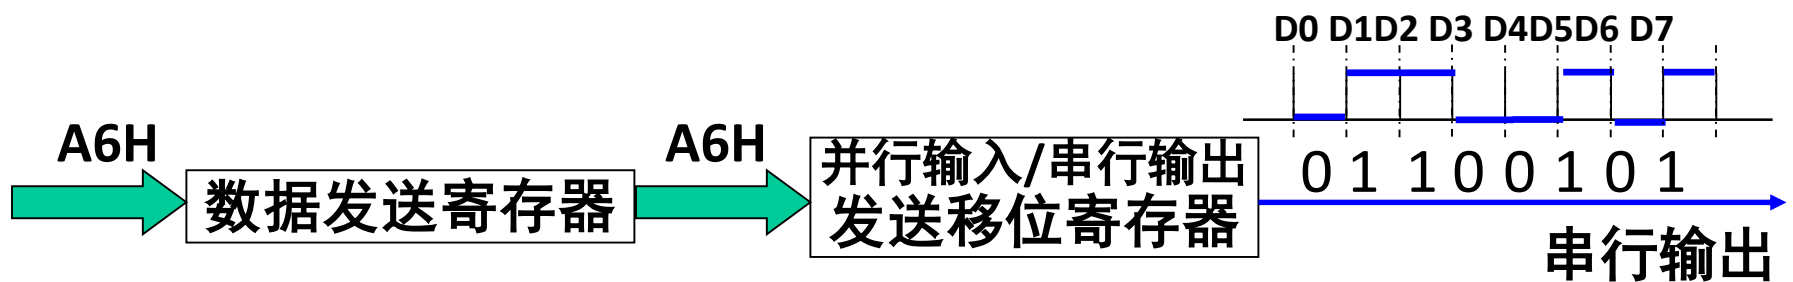 D0 D1D2 D3 D4D5D6 D7
A6H
数据发送寄存器
A6H
并行输入/串行输出
发送移位寄存器
0 1 1 0 0 1 0 1
串行输出